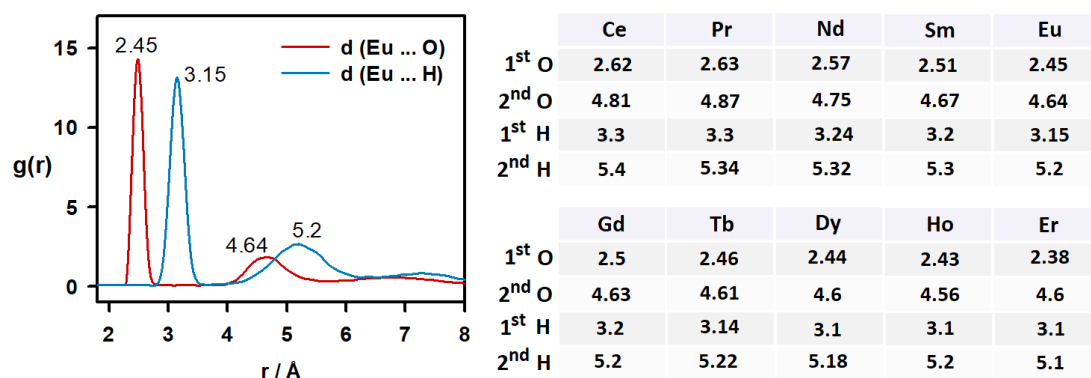 15
10
5
0
g(r)
2.45
3.15
4.64
5.2
d (Eu ... O)
d (Eu ... H)
2 3 4 5 6 7 8
r / Å
Ce Pr Nd Sm Eu
1st O 2.62 2.63 2.57 2.51 2.45
2nd O 4.81 4.87 4.75 4.67 4.64
1st H 3.3 3.3 3.24 3.2 3.15
2nd H 5.4 5.34 5.32 5.3 5.2
Gd Tb Dy Ho Er
1st O 2.5 2.46 2.44 2.43 2.38
2nd O 4.63 4.61 4.6 4.56 4.6
1st H 3.2 3.14 3.1 3.1 3.1
2nd H 5.2 5.22 5.18 5.2 5.1